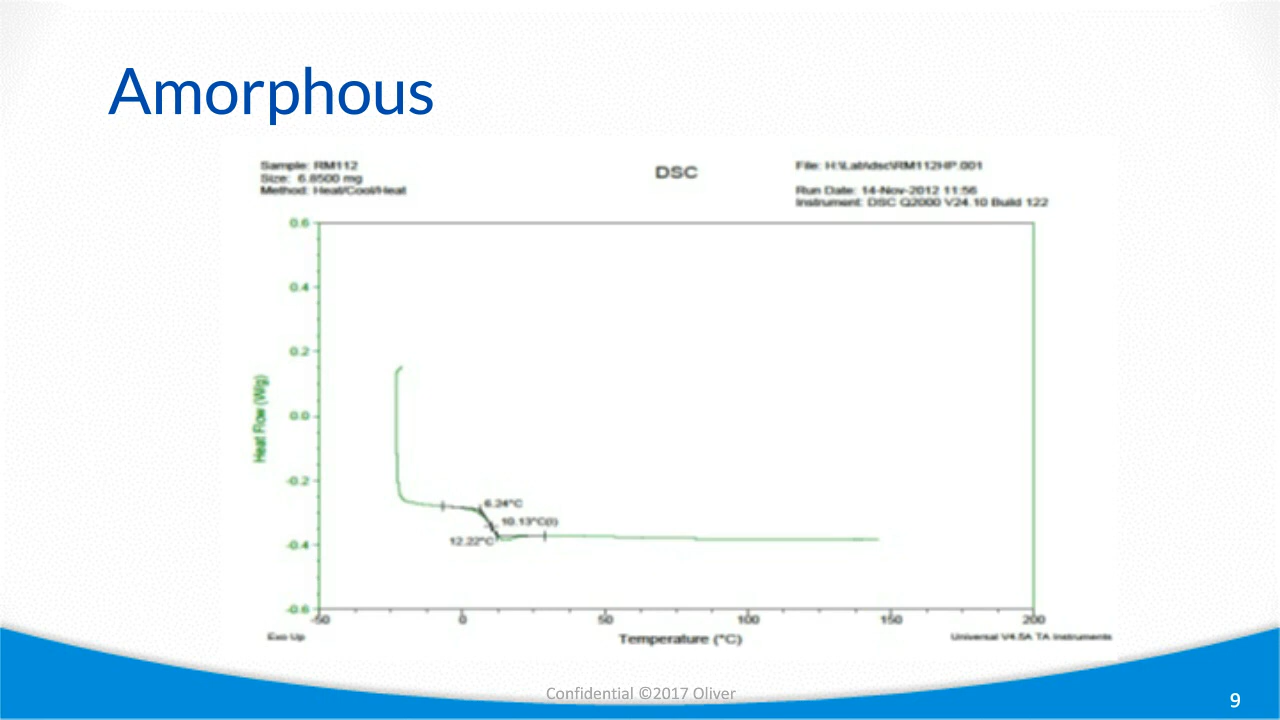 Amorphous
Sample: RM112
Size: 6.8500 mg
Method: Heat/Cool/Heat
DSC
File: H:\Lab\dsc\RM112HP.001
Run Date: 14-Nov-2012 11:56
Instrument: DSC Q2000 V24.10 Build 122
0.6
0.4
0.2
0.0
-0.2
-0.4
-0.6
Heat Flow (W/g)
6.24°C
10.13°C(I)
12.22°C
-50
0
50
100
150
200
Exo Up
Temperature (°C)
Universal V4.5A TA Instruments
Confidential ©2017 Oliver
9